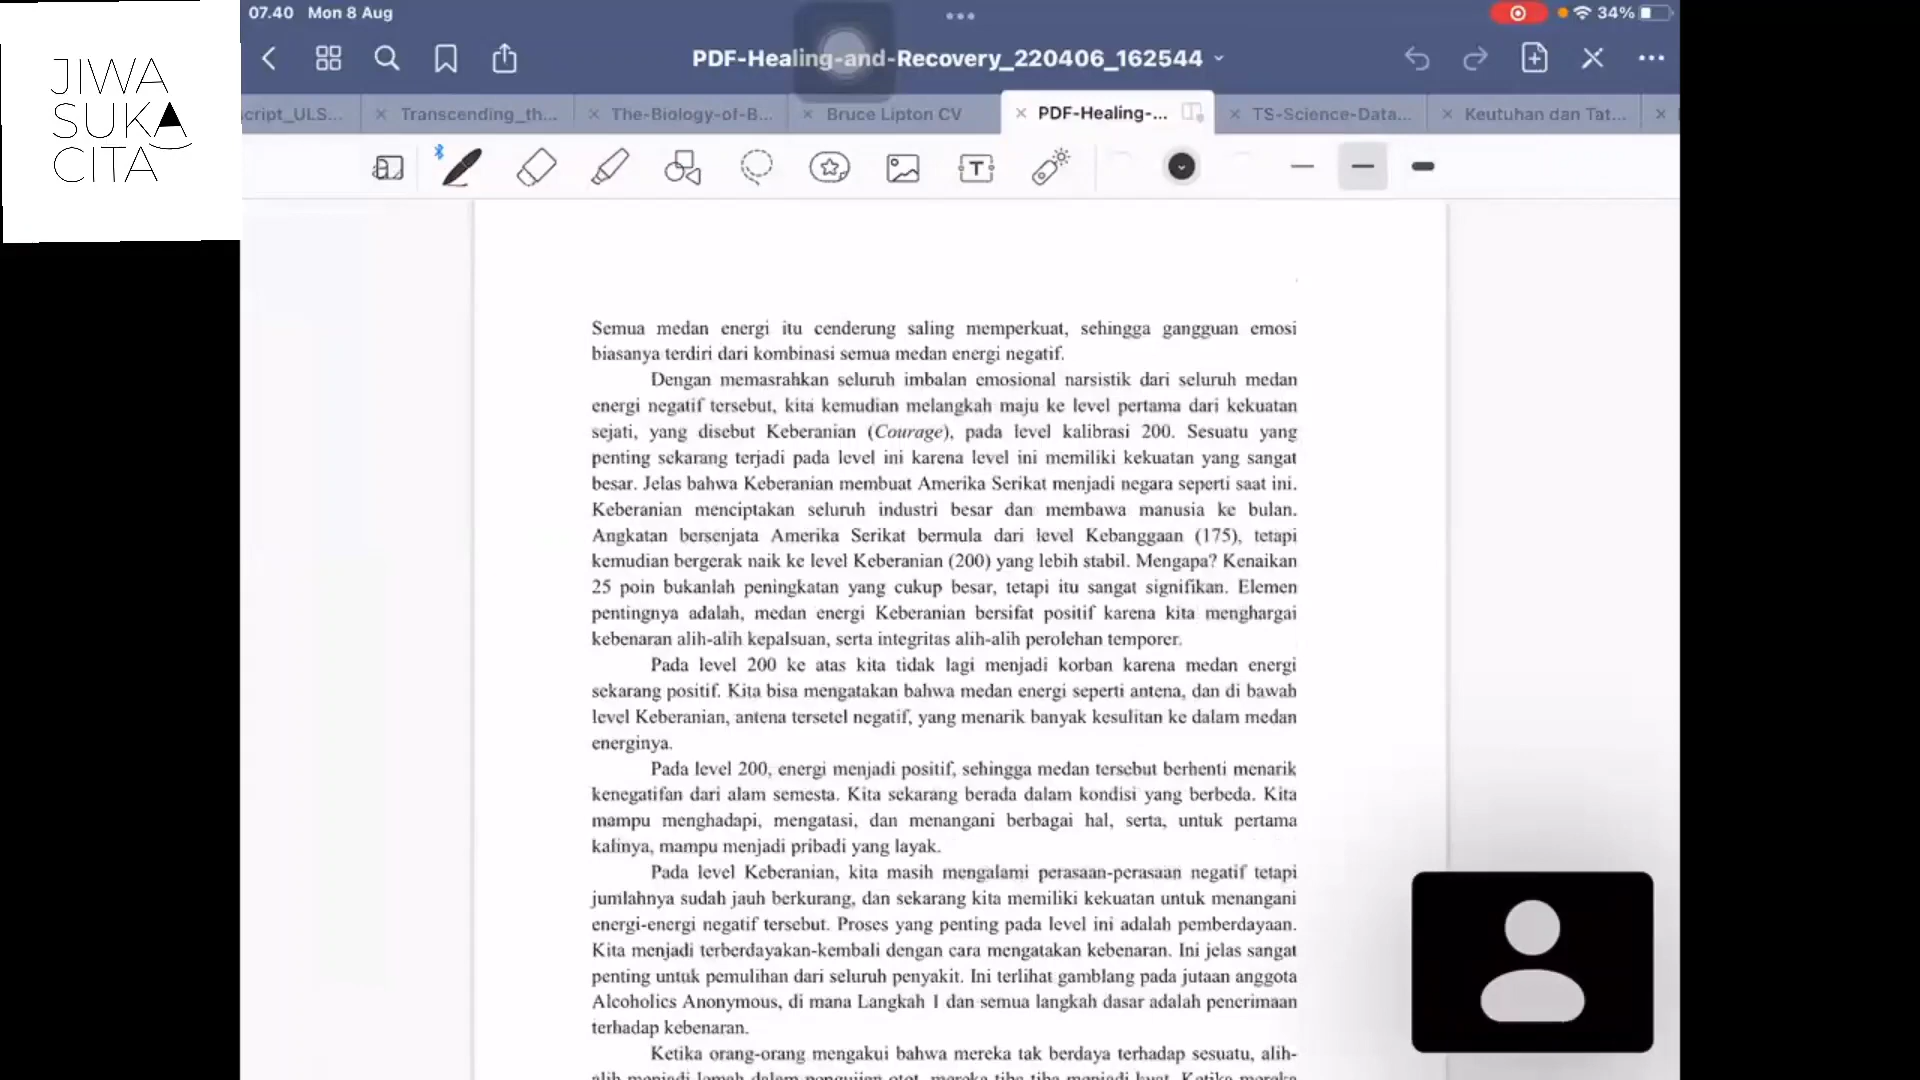 07.40 Mon 8 Aug
34%
JIWA
SUKA
CITA
PDF-Healing-and-Recovery_220406_162544
cript_ULS...
Transcending_th...
The-Biology-of-B...
Bruce Lipton CV
PDF-Healing-...
TS-Science-Data...
Keutuhan dan Tat...
Semua medan energi itu cenderung saling memperkuat, sehingga gangguan emosi
biasanya terdiri dari kombinasi semua medan energi negatif.
Dengan memasrahkan seluruh imbalan emosional narsistik dari seluruh medan
energi negatif tersebut, kita kemudian melangkah maju ke level pertama dari kekuatan
sejati, yang disebut Keberanian (Courage), pada level kalibrasi 200. Sesuatu yang
penting sekarang terjadi pada level ini karena level ini memiliki kekuatan yang sangat
besar. Jelas bahwa Keberanian membuat Amerika Serikat menjadi negara seperti saat ini.
Keberanian menciptakan seluruh industri besar dan membawa manusia ke bulan.
Angkatan bersenjata Amerika Serikat bermula dari level Kebanggaan (175), tetapi
kemudian bergerak naik ke level Keberanian (200) yang lebih stabil. Mengapa? Kenaikan
25 poin bukanlah peningkatan yang cukup besar, tetapi itu sangat signifikan. Elemen
pentingnya adalah, medan energi Keberanian bersifat positif karena kita menghargai
kebenaran alih-alih kepalsuan, serta integritas alih-alih perolehan temporer.
Pada level 200 ke atas kita tidak lagi menjadi korban karena medan energi
sekarang positif. Kita bisa mengatakan bahwa medan energi seperti antena, dan di bawah
level Keberanian, antena tersetel negatif, yang menarik banyak kesulitan ke dalam medan
energinya.
Pada level 200, energi menjadi positif, sehingga medan tersebut berhenti menarik
kenegatifan dari alam semesta. Kita sekarang berada dalam kondisi yang berbeda. Kita
mampu menghadapi, mengatasi, dan menangani berbagai hal, serta, untuk pertama
kalinya, mampu menjadi pribadi yang layak.
Pada level Keberanian, kita masih mengalami perasaan-perasaan negatif tetapi
jumlahnya sudah jauh berkurang, dan sekarang kita memiliki kekuatan untuk menangani
energi-energi negatif tersebut. Proses yang penting pada level ini adalah pemberdayaan.
Kita menjadi terberdayakan-kembali dengan cara mengatakan kebenaran. Ini jelas sangat
penting untuk pemulihan dari seluruh penyakit. Ini terlihat gamblang pada jutaan anggota
Alcoholics Anonymous, di mana Langkah 1 dan semua langkah dasar adalah penerimaan
terhadap kebenaran.
Ketika orang-orang mengakui bahwa mereka tak berdaya terhadap sesuatu, alih-